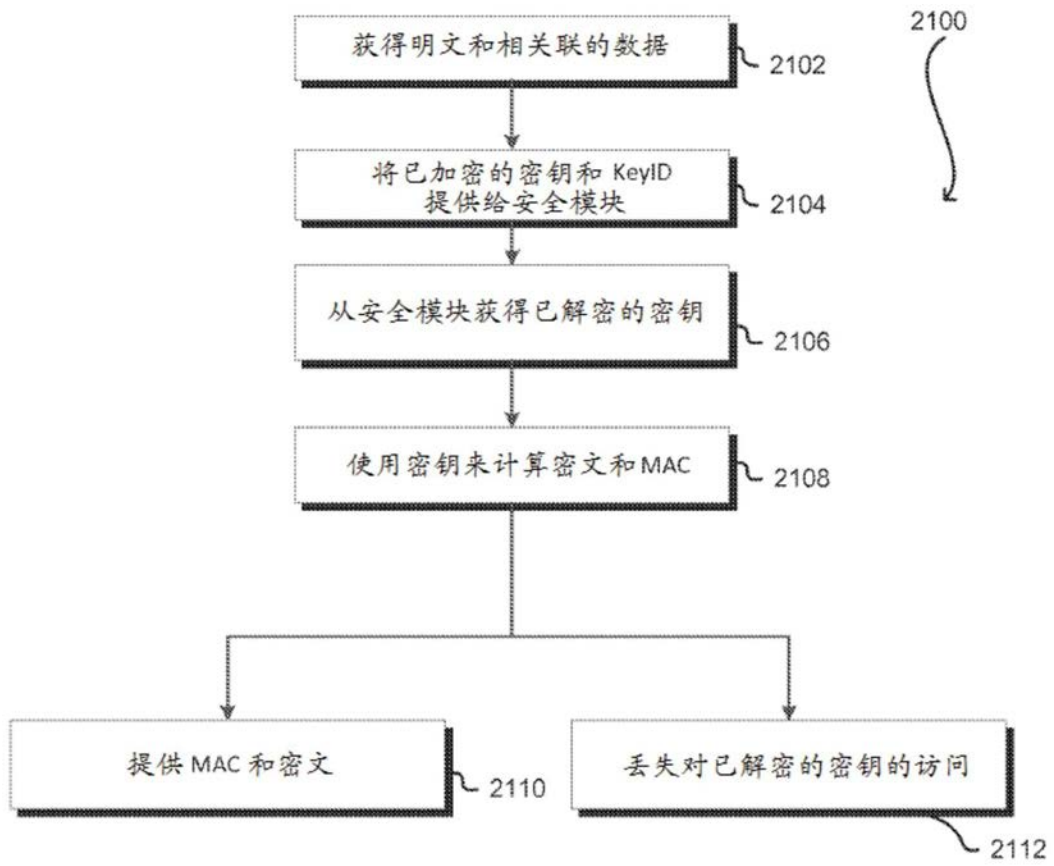 2100
获得明文和相关联的数据
2102
将已加密的密钥和 KeyID
提供给安全模块
2104
从安全模块获得已解密的密钥
2106
使用密钥来计算密文和MAC
2108
提供 MAC 和密文
2110
丢失对已解密的密钥的访问
2112